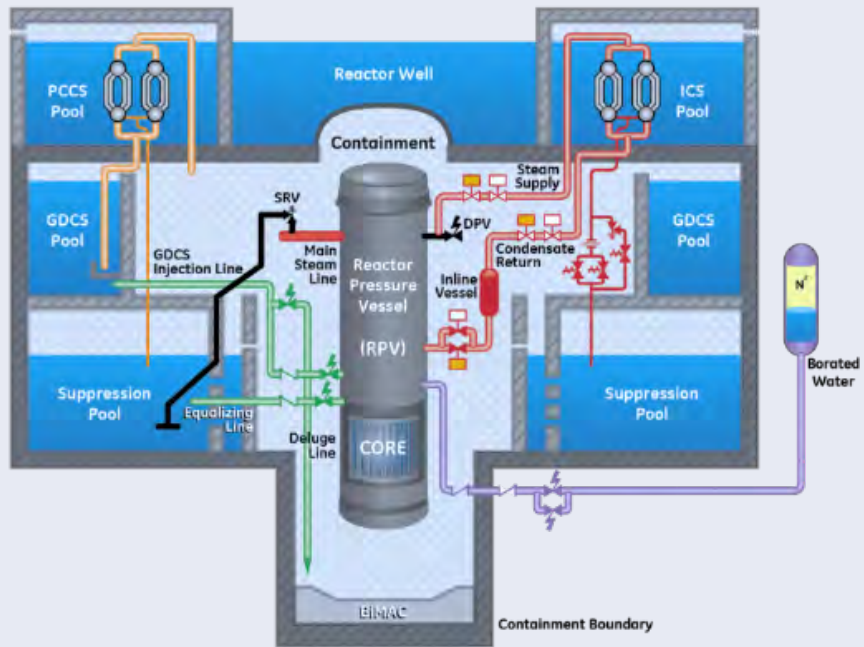 Reactor Well
PCCS
Pool
ICS
Pool
Containment
Steam
Supply
SRV
DPV
GDCS
Pool
GDCS
Injection Line
Main
Steam
Line
Reactor
Pressure
Vessel
(RPV)
Condensate
Return
Inline
Vessel
GDCS
Pool
N²
Borated
Water
Suppression
Pool
Equalizing
Line
Deluge
Line
CORE
Suppression
Pool
BiMAC
Containment Boundary